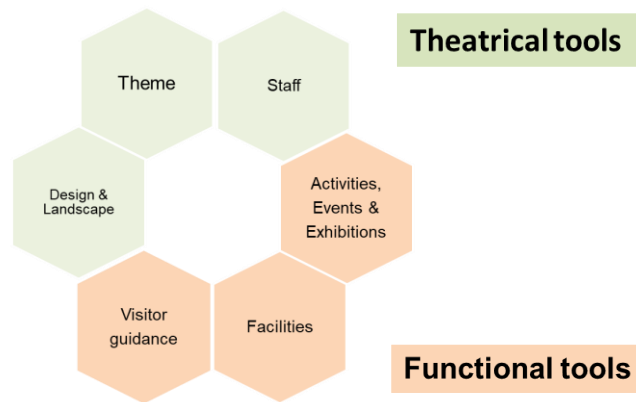 Theatrical tools
Theme
Staff
Design &
Landscape
Activities,
Events &
Exhibitions
Visitor
guidance
Facilities
Functional tools